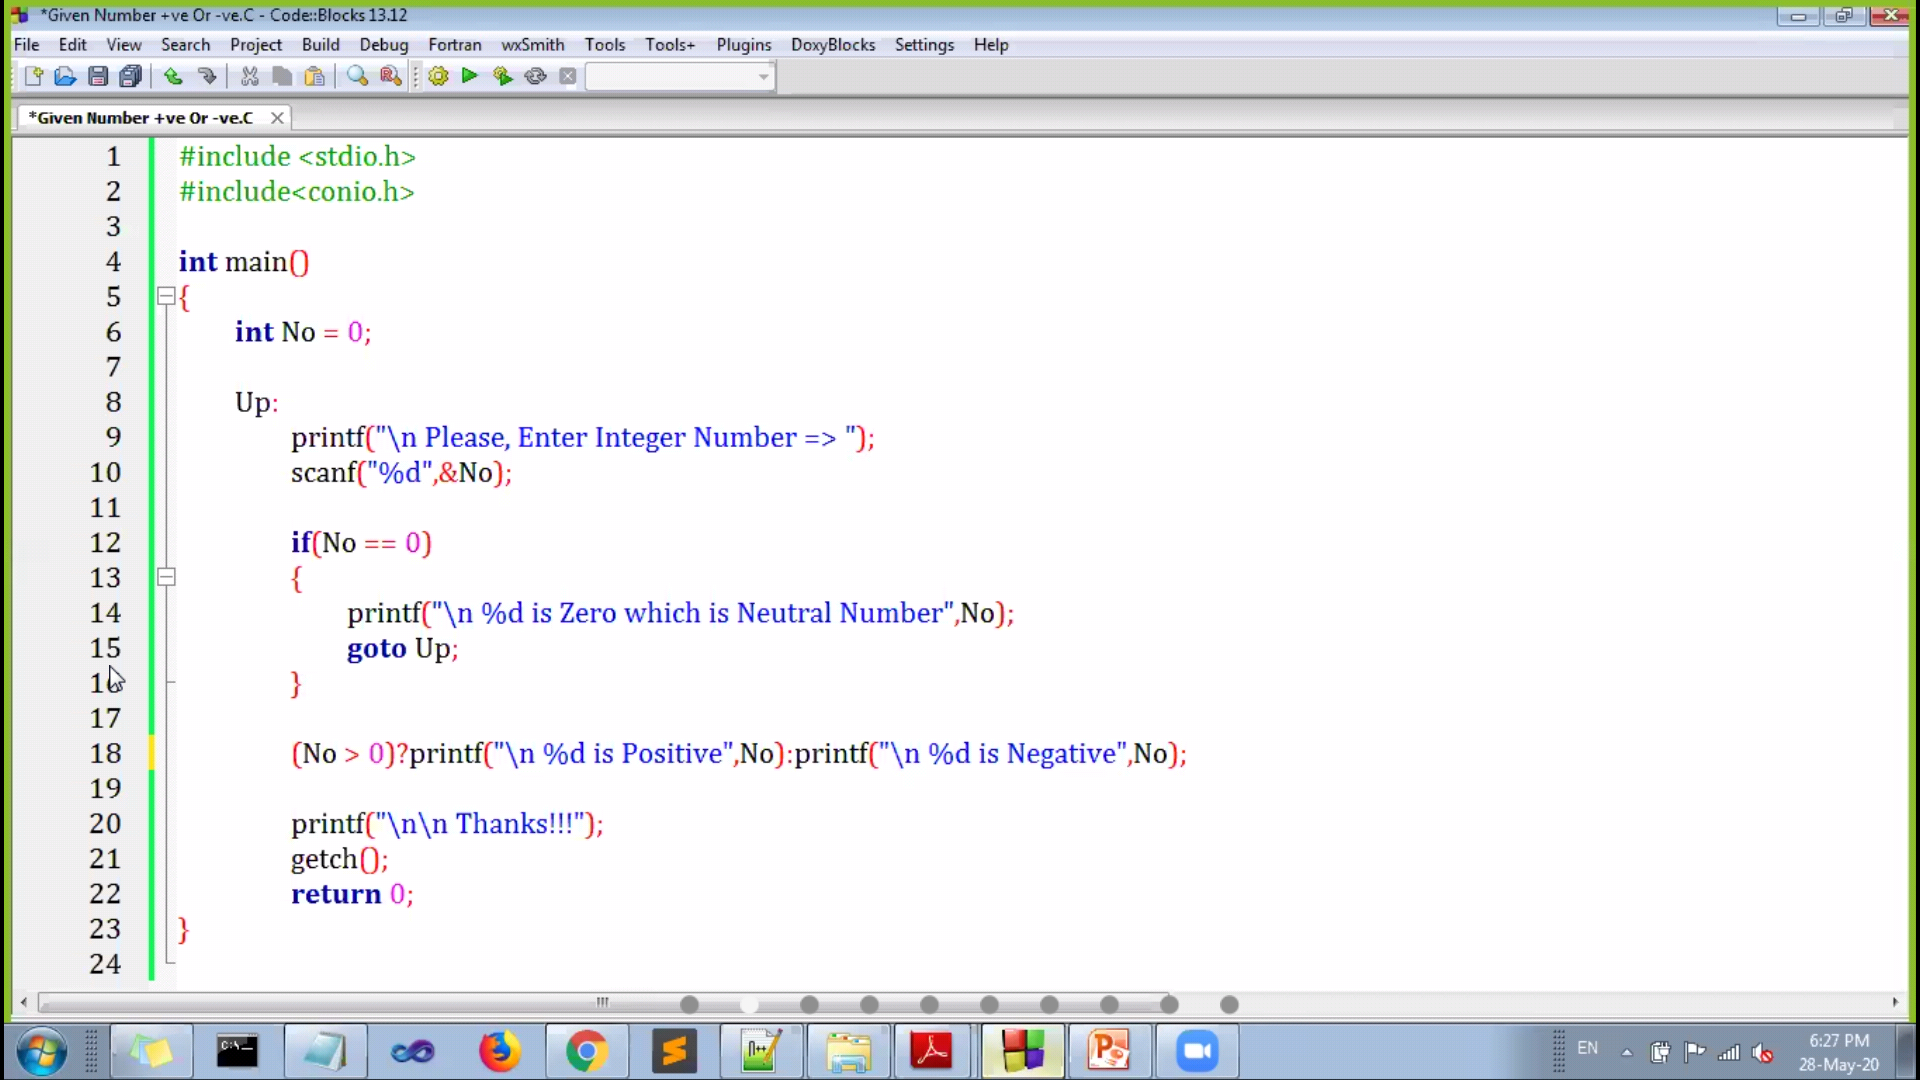 *Given Number +ve Or -ve.C - Code::Blocks 13.12
File Edit View Search Project Build Debug Fortran wxSmith Tools Tools+ Plugins DoxyBlocks Settings Help
*Given Number +ve Or -ve.C
1 #include <stdio.h>
2 #include<conio.h>
3
4 int main()
5 {
6 int No = 0;
7
8 Up:
9 printf("\n Please, Enter Integer Number => ");
10 scanf("%d",&No);
11
12 if(No == 0)
13 {
14 printf("\n %d is Zero which is Neutral Number",No);
15 goto Up;
16 }
17
18 (No > 0)?printf("\n %d is Positive",No):printf("\n %d is Negative",No);
19
20 printf("\n\n Thanks!!!");
21 getch();
22 return 0;
23 }
24
EN
6:27 PM
28-May-20